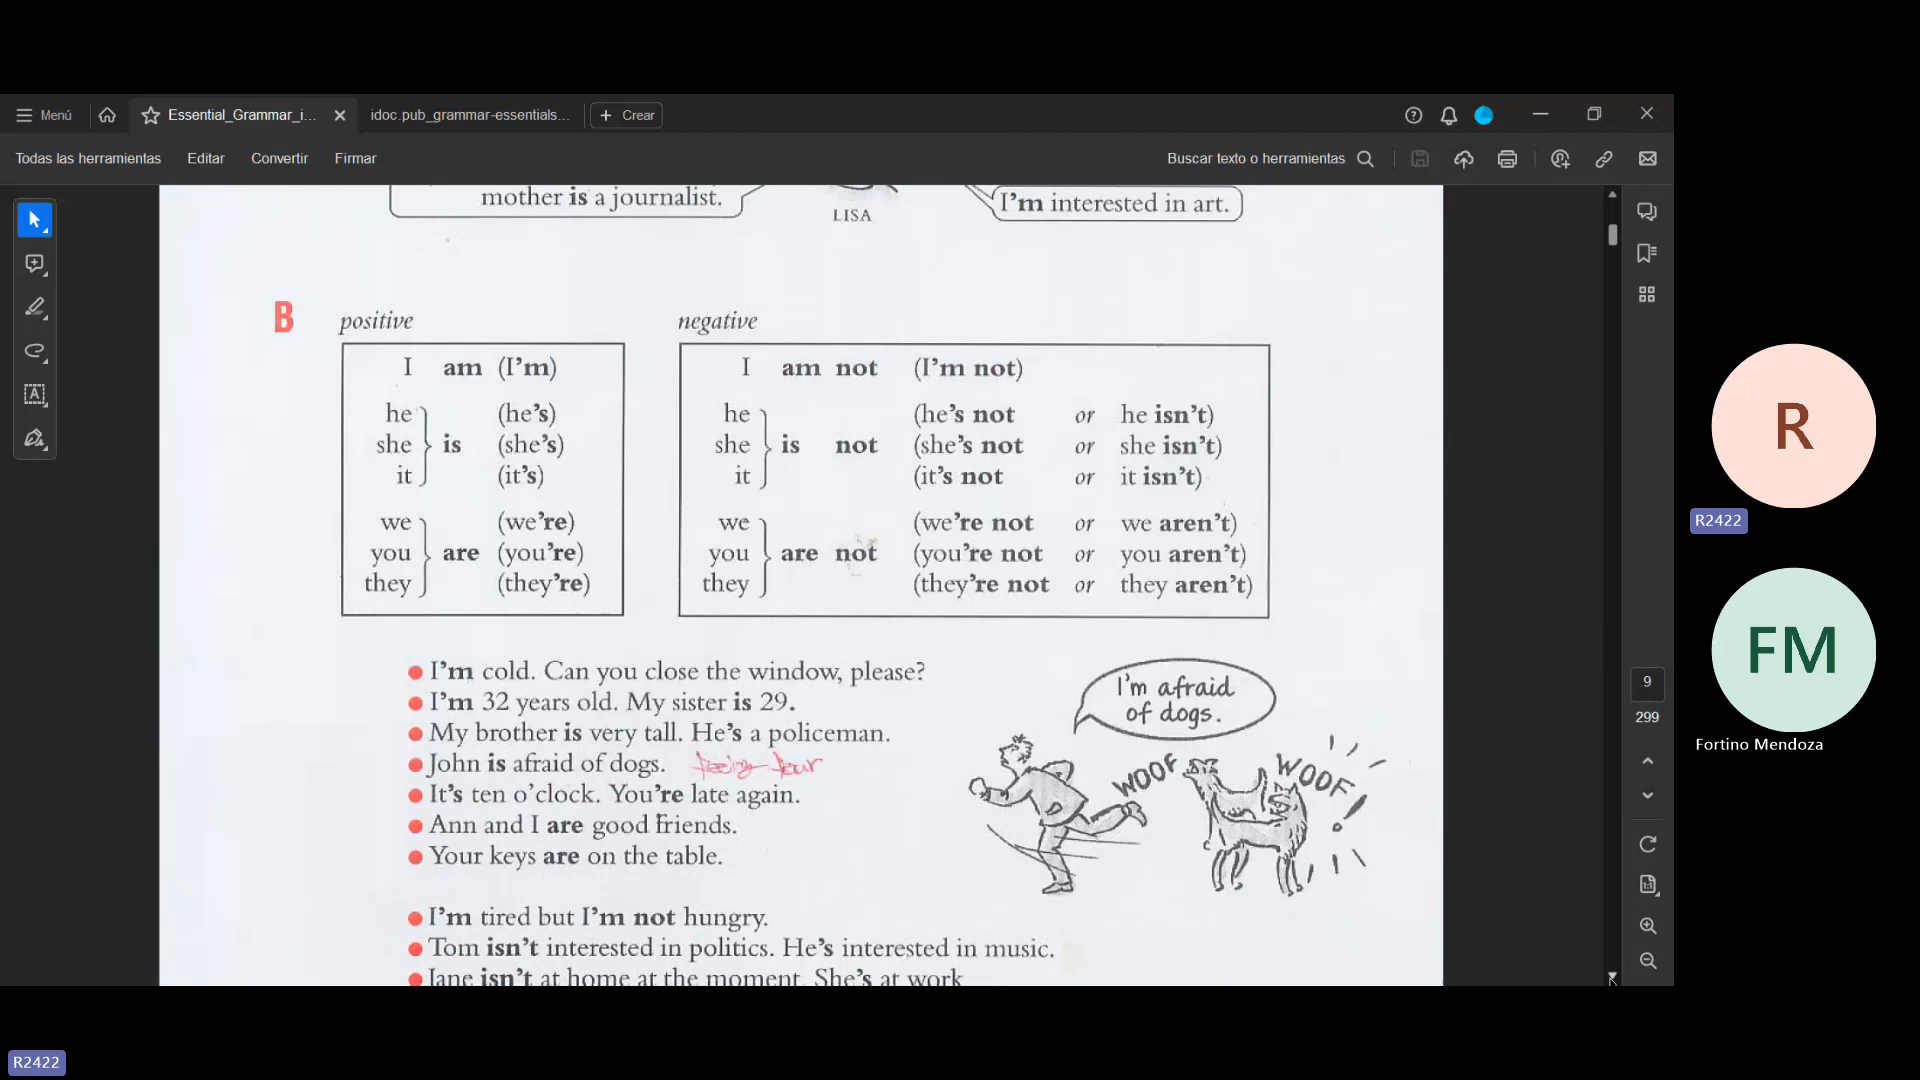 Menú
Essential_Grammar_i...
idoc.pub_grammar-essentials...
Crear
Todas las herramientas
Editar
Convertir
Firmar
Buscar texto o herramientas
mother is a journalist.
LISA
I'm interested in art.
B
positive
I am (I'm)
he (he's)
she is (she's)
it (it's)
we (we're)
you are (you're)
they (they're)
negative
I am not (I'm not)
he (he's not or he isn't)
she is not (she's not or she isn't)
it (it's not or it isn't)
we (we're not or we aren't)
you are not (you're not or you aren't)
they (they're not or they aren't)
I'm cold. Can you close the window, please?
I'm 32 years old. My sister is 29.
My brother is very tall. He's a policeman.
John is afraid of dogs. feeling fear
It's ten o'clock. You're late again.
Ann and I are good friends.
Your keys are on the table.
I'm afraid
of dogs.
WOOF
WOOF!
I'm tired but I'm not hungry.
Tom isn't interested in politics. He's interested in music.
Jane isn't at home at the moment. She's at work
9
299
R
R2422
FM
Fortino Mendoza
R2422